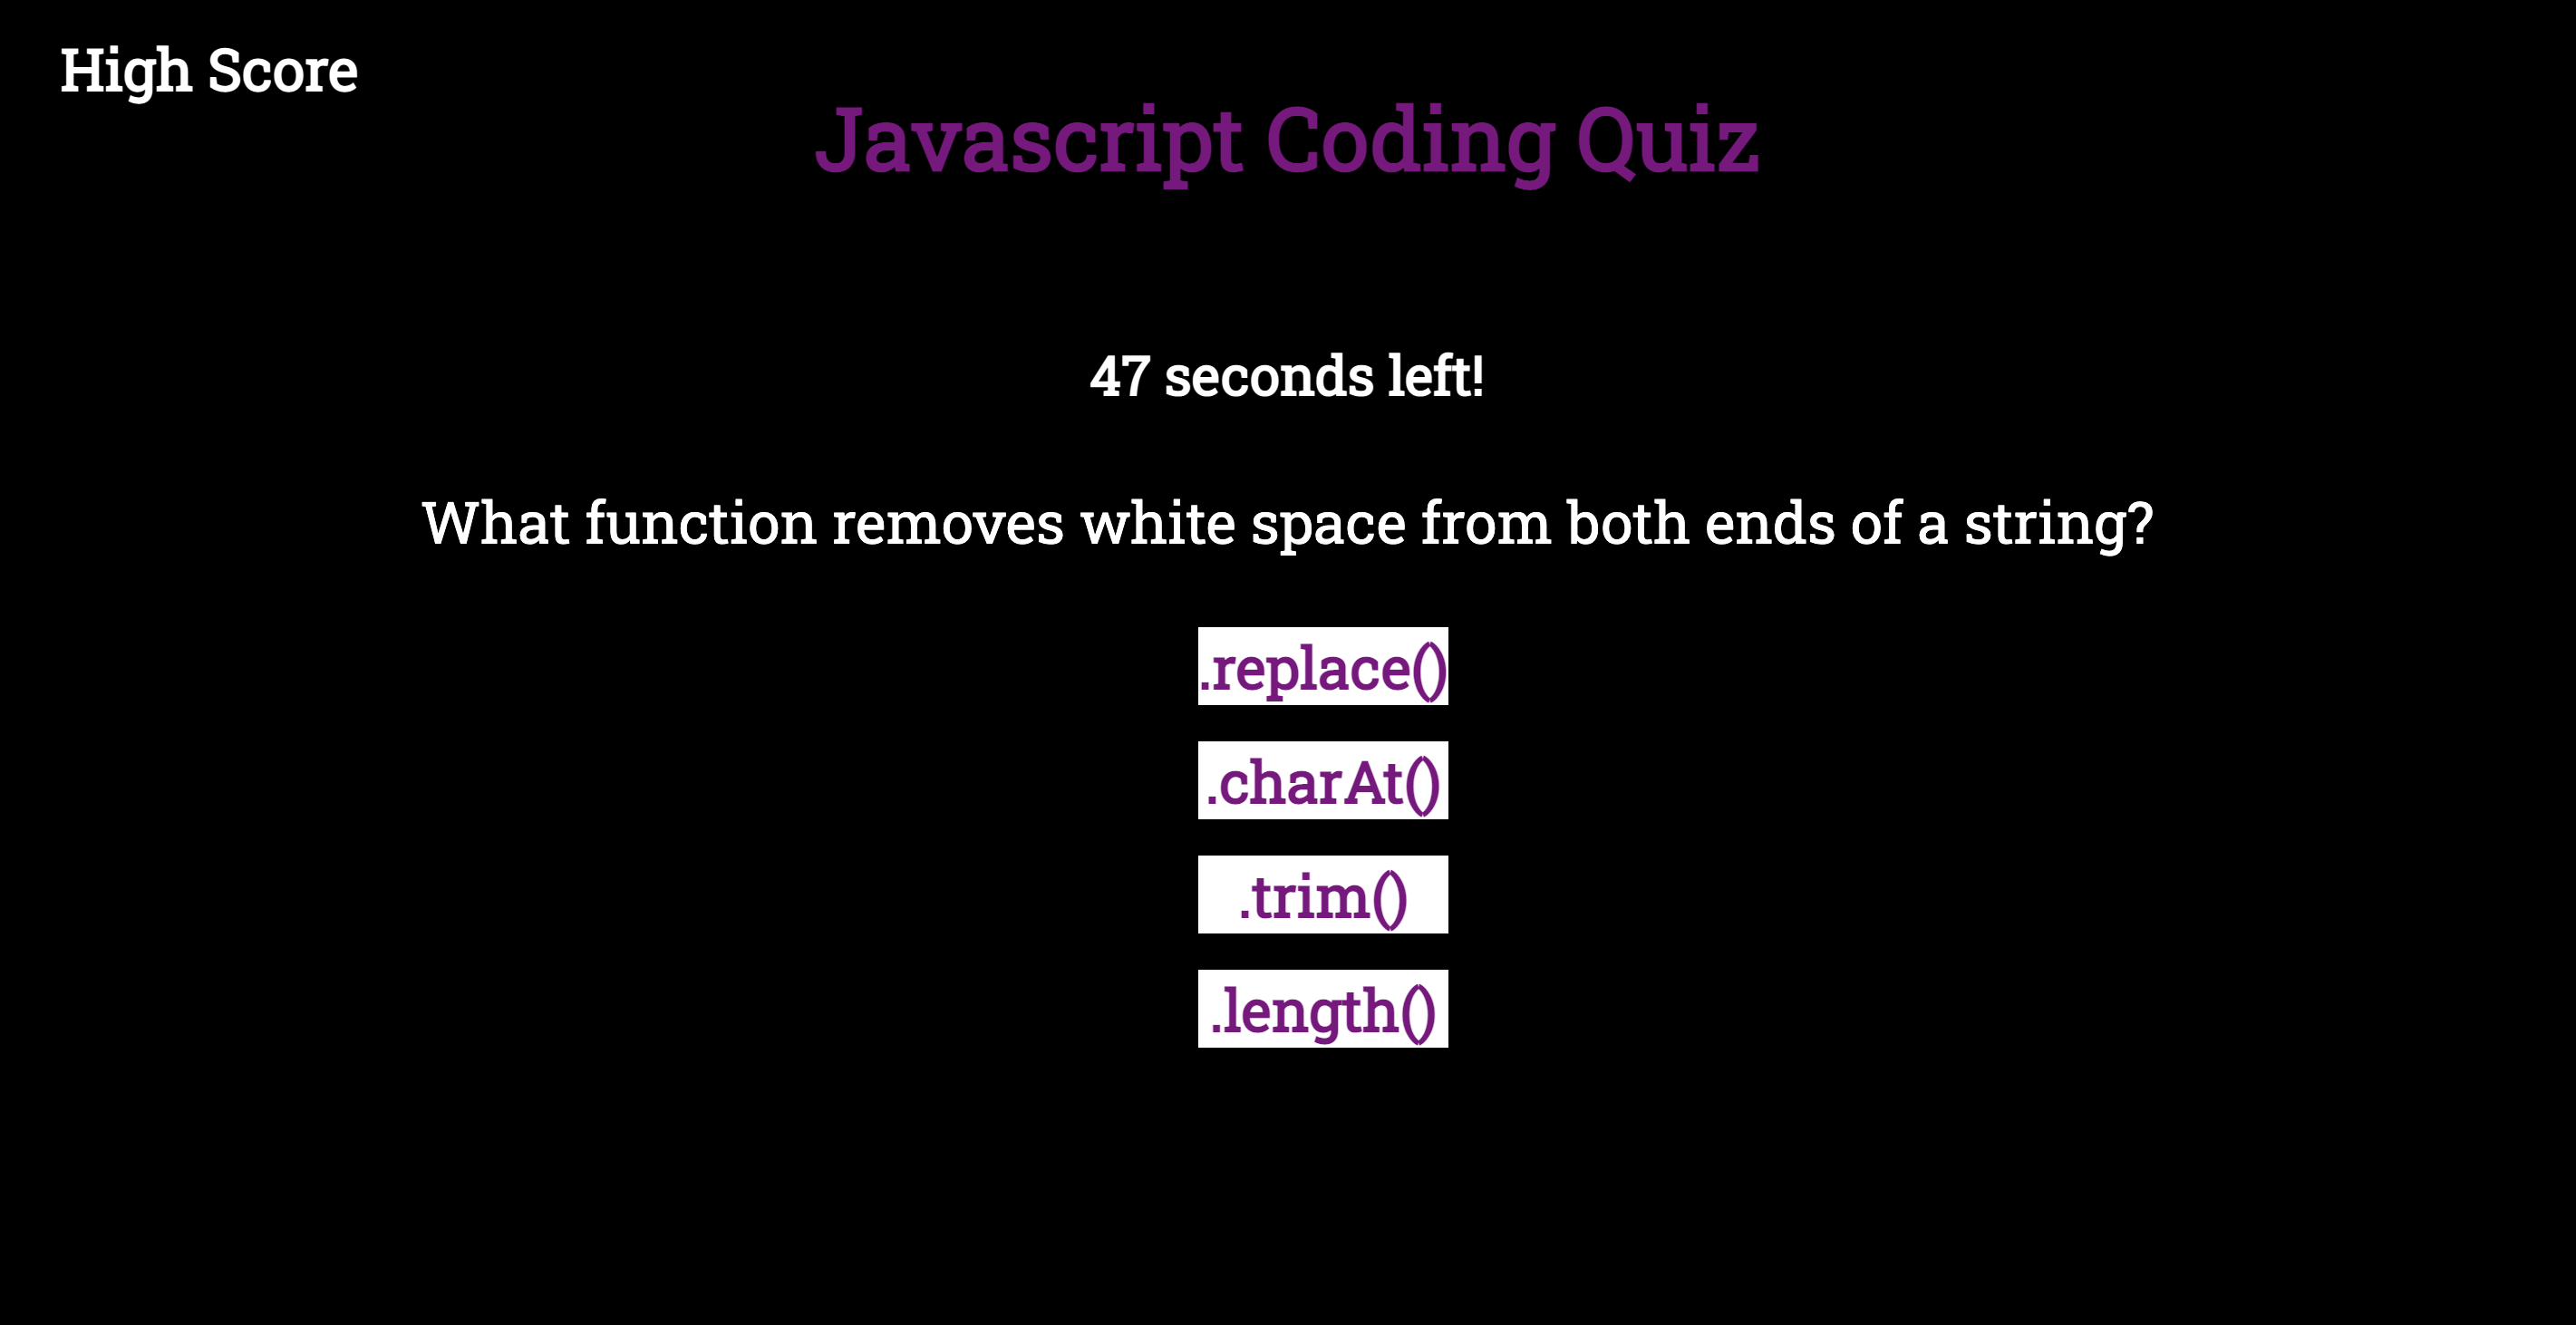 High Score
Javascript Coding Quiz
47 seconds left!
What function removes white space from both ends of a string?
.replace()
.charAt()
.trim()
.length()